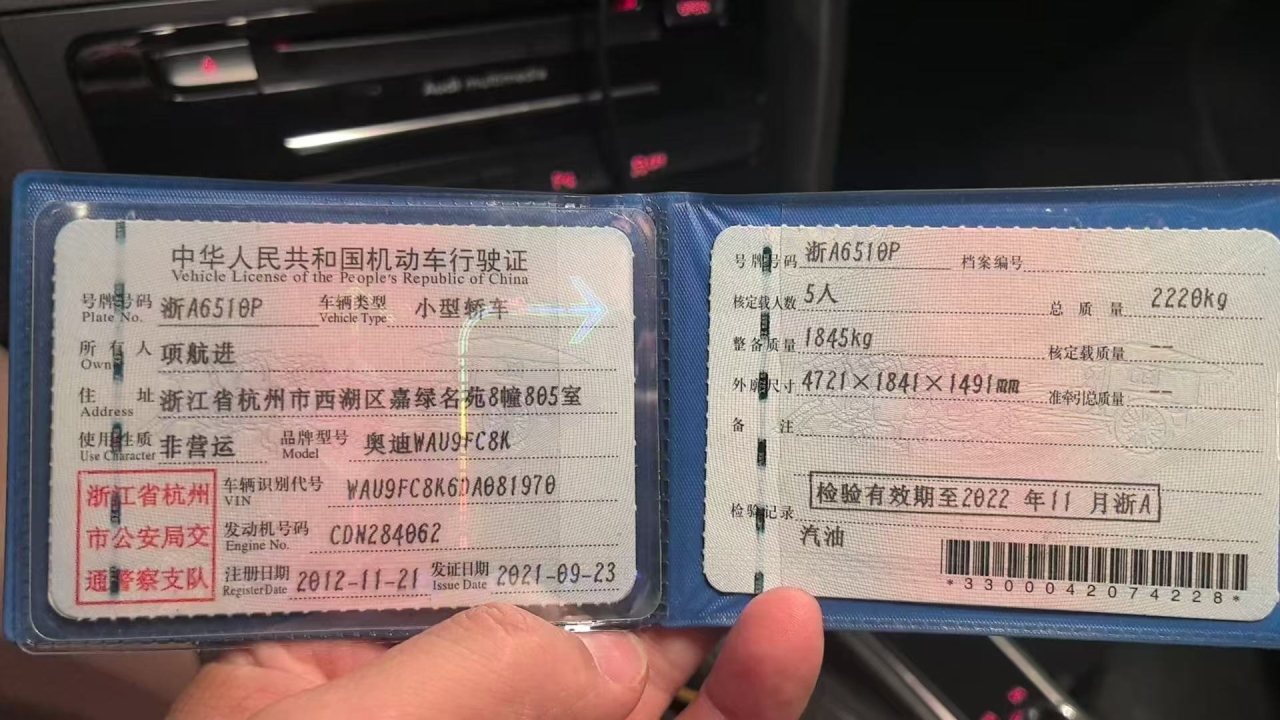 Audi multimedia
中华人民共和国机动车行驶证
Vehicle License of the People's Republic of China
号牌号码 浙A6510P 车辆类型 小型轿车
Plate No. Vehicle Type
所有人 项航进
Owner
住址 浙江省杭州市西湖区嘉绿名苑8幢805室
Address
使用性质 非营运 品牌型号 奥迪WAU9FC8K
Use Character Model
浙江省杭州
市公安局交
通警察支队
车辆识别代号 WAU9FC8K6DA081970
VIN
发动机号码 CDN284062
Engine No.
注册日期 2012-11-21 发证日期 2021-09-23
Register Date Issue Date
号牌号码 浙A6510P 档案编号
核定载人数 5人 总质量 2220kg
整备质量 1845kg 核定载质量 --
外廓尺寸 4721×1841×1491mm 准牵引总质量 --
备注
检验有效期至2022 年11 月浙A
检验记录
汽油
*3300042074228*